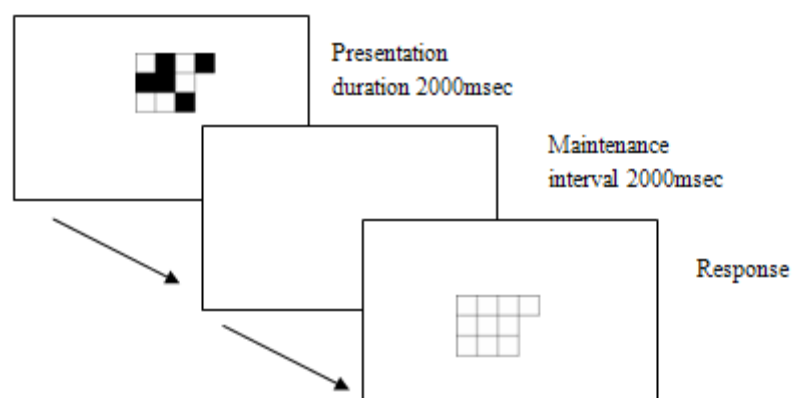 Presentation
duration 2000msec
Maintenance
interval 2000msec
Response